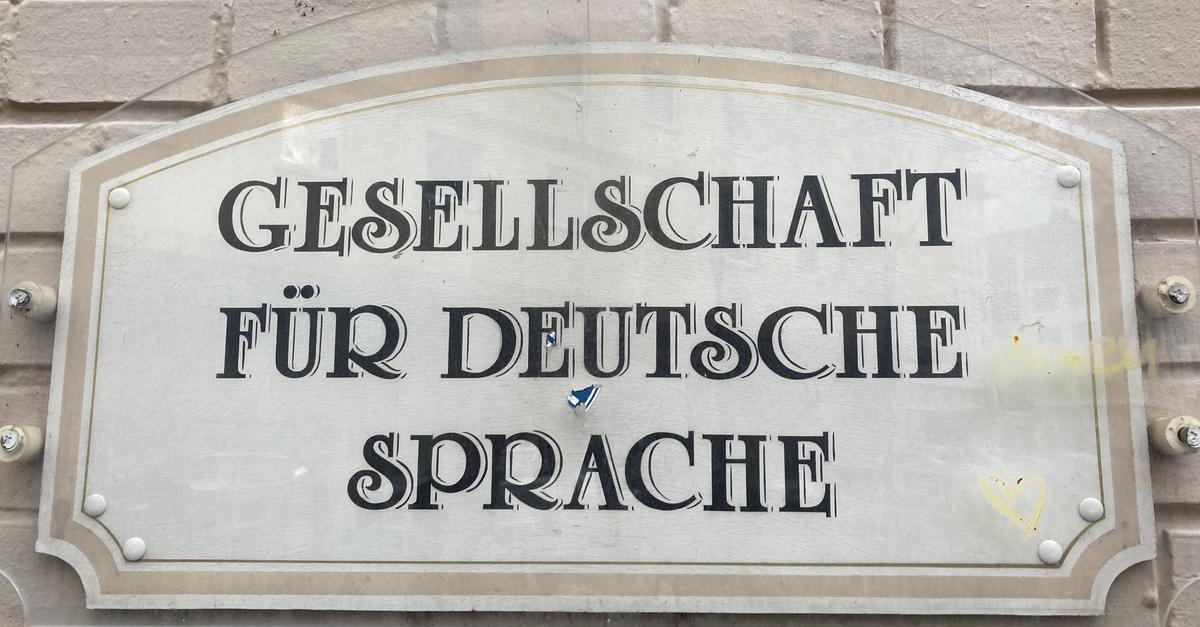 GESELLSCHAFT
FÜR DEUTSCHE
SPRACHE